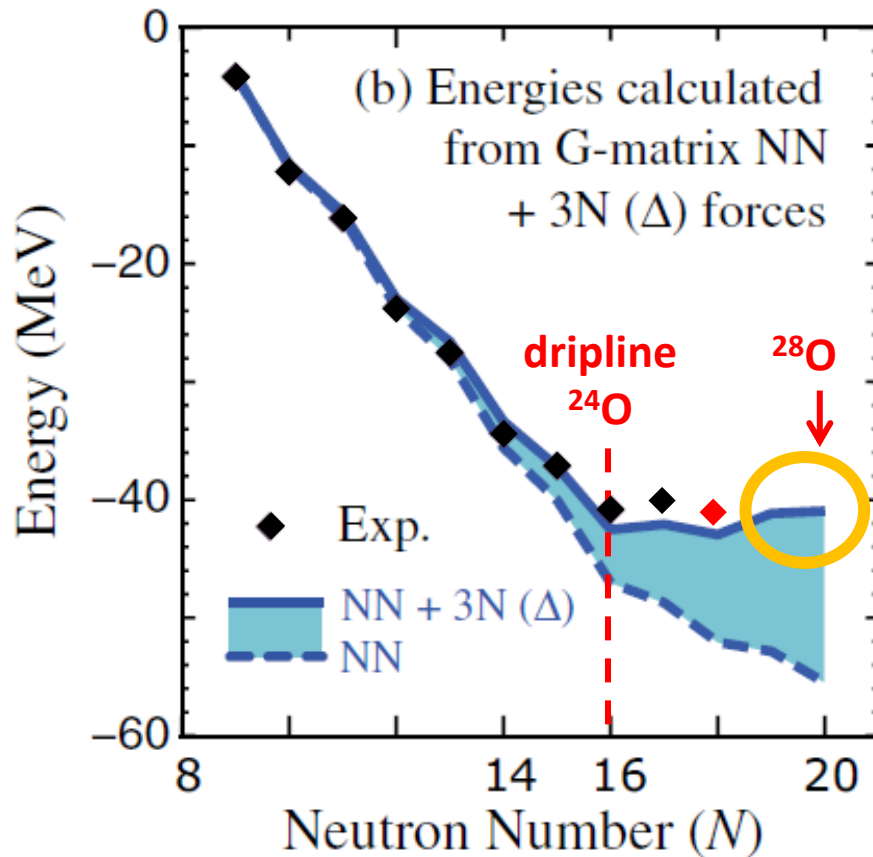 0
(b) Energies calculated
from G-matrix NN
+ 3N (Δ) forces
−20
Energy (MeV)
dripline
²⁴O
²⁸O
−40
Exp.
NN + 3N (Δ)
NN
−60
8
14
16
20
Neutron Number (N)